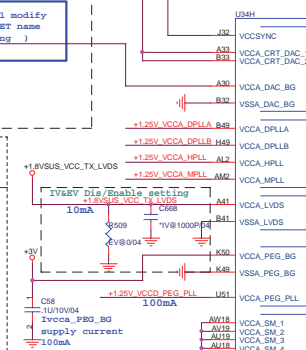 l modify
ET name
ng )
U34H
J32 VCCSYNC
A33 VCCA_CRT_DAC_
B33 VCCA_CRT_DAC_
A30 VCCA_DAC_BG
B32 VSSA_DAC_BG
+1.25V_VCCA_DPLLA B49 VCCA_DPLLA
+1.25V_VCCA_DPLLB H49 VCCA_DPLLB
+1.25V_VCCA_HPLL AL2 VCCA_HPLL
+1.25V_VCCA_MPLL AM2 VCCA_MPLL
+1.8VSUS_VCC_TX_LVDS
IV&EV Dis/Enable setting
+1.8VSUS_VCC_TX_LVDS
10mA
A41 VCCA_LVDS
C668
*IV@1000P/04
B41 VSSA_LVDS
R509
EV@0/04
+3V
K50 VCCA_PEG_BG
K49 VSSA_PEG_BG
+1.25V_VCCD_PEG_PLL U51 VCCA_PEG_PLL
100mA
C58
.1U/10V/04
1
2
Ivcca_PEG_BG
supply current
100mA
AW18 VCCA_SM_1
AV19 VCCA_SM_2
AU19 VCCA_SM_3
AU18 VCCA_SM_4